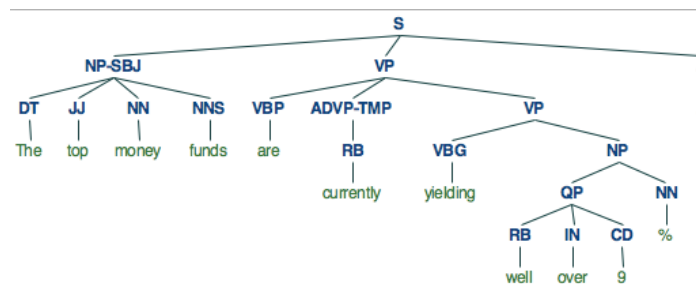 S
NP-SBJ VP
DT JJ NN NNS VBP ADVP-TMP VP
The top money funds are RB VBG NP
currently yielding QP NN
RB IN CD %
well over 9